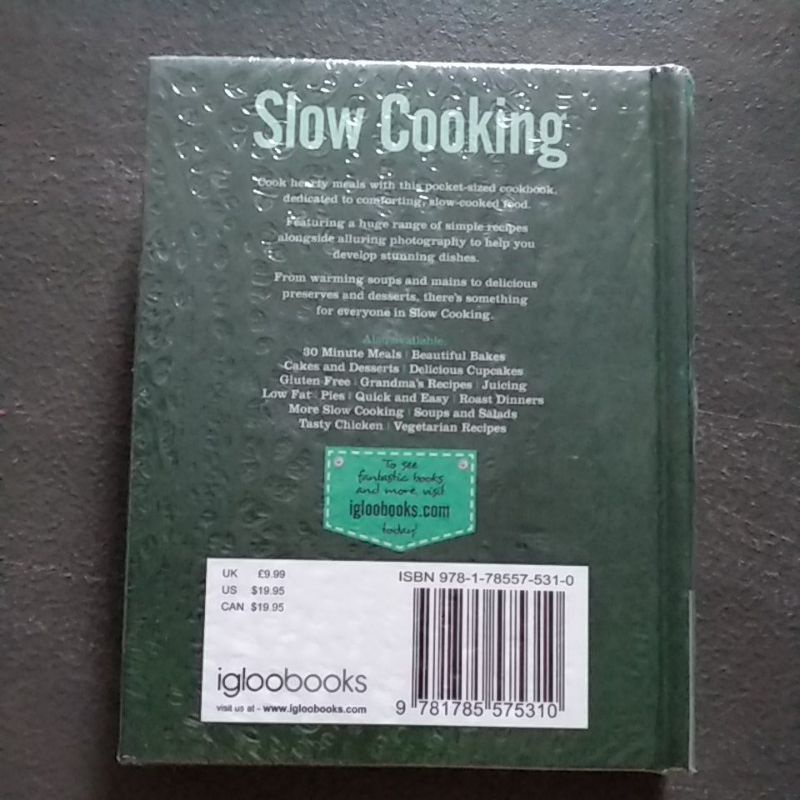 Slow Cooking
Cook hearty meals with this pocket-sized cookbook,
dedicated to comforting, slow-cooked food.
Featuring a huge range of simple recipes
alongside alluring photography to help you
develop stunning dishes.
From warming soups and mains to delicious
preserves and desserts, there's something
for everyone in Slow Cooking.
Also available
30 Minute Meals | Beautiful Bakes
Cakes and Desserts | Delicious Cupcakes
Gluten Free | Grandma's Recipes | Juicing
Low Fat | Pies | Quick and Easy | Roast Dinners
More Slow Cooking | Soups and Salads
Tasty Chicken | Vegetarian Recipes
To see
fantastic books
and more, visit
igloobooks.com
today!
UK £9.99
US $19.95
CAN $19.95
ISBN 978-1-78557-531-0
9 781785 575310
igloobooks
visit us at - www.igloobooks.com